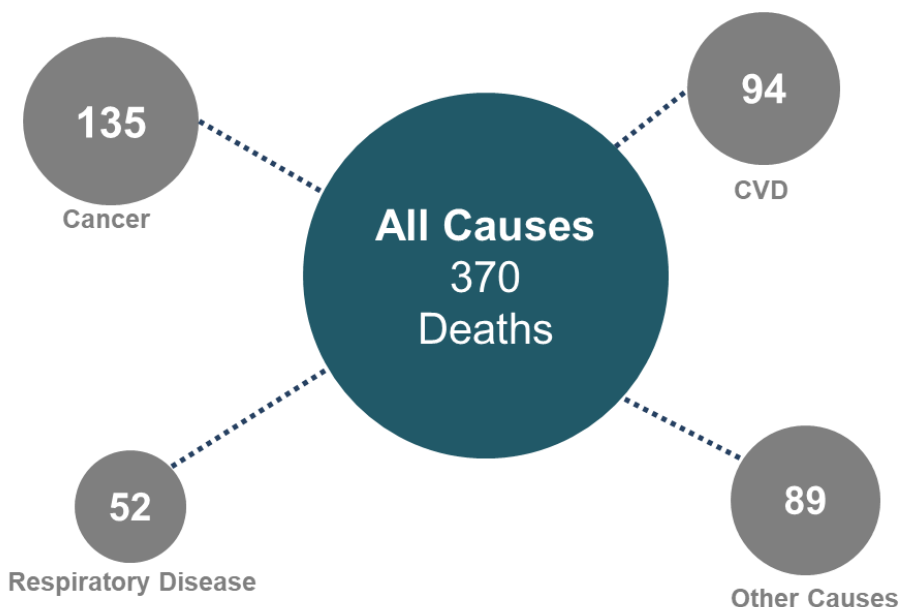 135
Cancer
94
CVD
All Causes
370
Deaths
52
Respiratory Disease
89
Other Causes